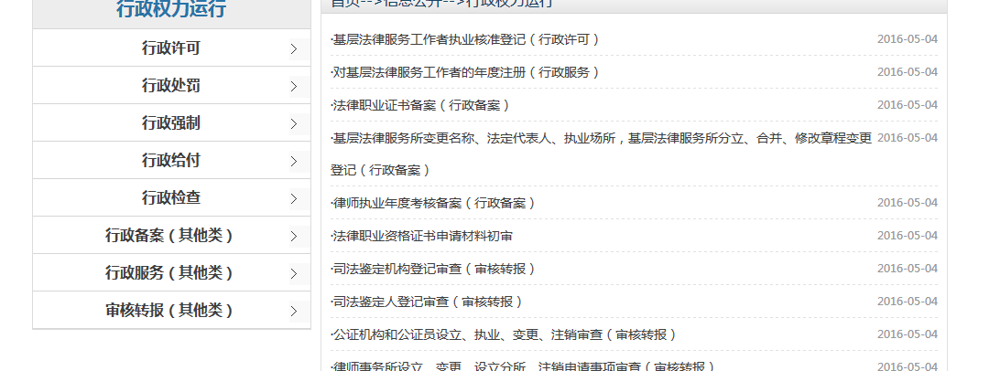 行政权力运行
行政许可
行政处罚
行政强制
行政给付
行政检查
行政备案（其他类）
行政服务（其他类）
审核转报（其他类）
首页-->信息公开-->行政权力运行
·基层法律服务工作者执业核准登记（行政许可） 2016-05-04
·对基层法律服务工作者的年度注册（行政服务） 2016-05-04
·法律职业证书备案（行政备案） 2016-05-04
·基层法律服务所变更名称、法定代表人、执业场所，基层法律服务所分立、合并、修改章程变更 2016-05-04
登记（行政备案）
·律师执业年度考核备案（行政备案） 2016-05-04
·法律职业资格证书申请材料初审 2016-05-04
·司法鉴定机构登记审查（审核转报） 2016-05-04
·司法鉴定人登记审查（审核转报） 2016-05-04
·公证机构和公证员设立、执业、变更、注销审查（审核转报） 2016-05-04
·律师事务所设立、变更、设立分所、注销申请事项审查（审核转报） 2016-05-04